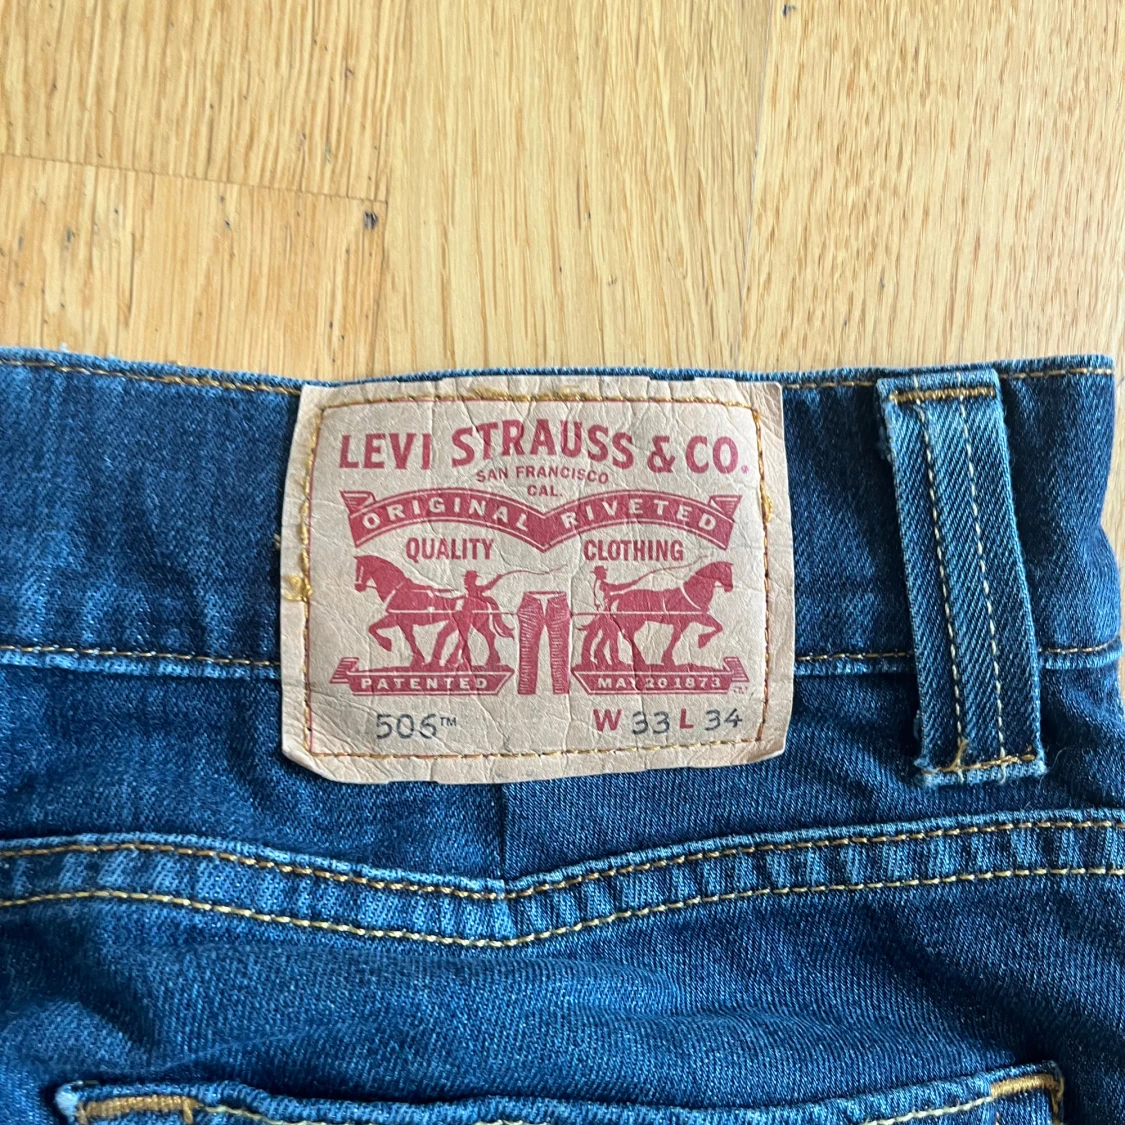 LEVI STRAUSS & CO.
SAN FRANCISCO
CAL.
ORIGINAL RIVETED
QUALITY CLOTHING
PATENTED MAY 20 1873
506™ W 33 L 34